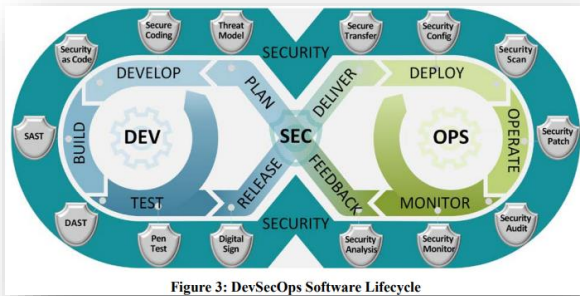 Secure
Coding
Threat
Model
Secure
Transfer
Security
Config
Security
as Code
SECURITY
Security
Scan
DEVELOP
PLAN
DELIVER
DEPLOY
SAST
BUILD
DEV
SEC
OPS
OPERATE
Security
Patch
TEST
RELEASE
FEEDBACK
MONITOR
DAST
SECURITY
Security
Audit
Pen
Test
Digital
Sign
Security
Analysis
Security
Monitor
Figure 3: DevSecOps Software Lifecycle